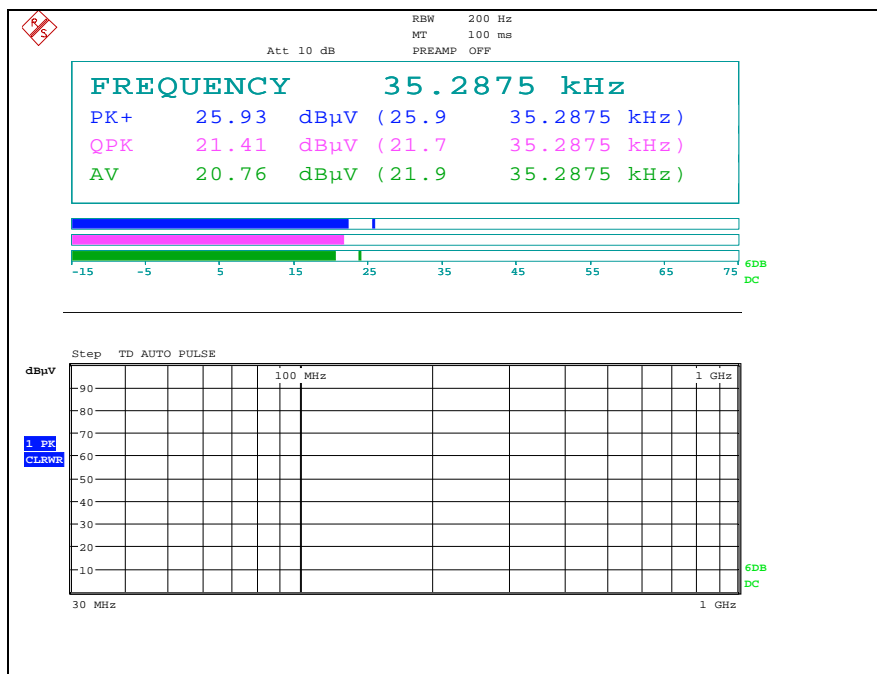 R S
RBW 200 Hz
MT 100 ms
Att 10 dB PREAMP OFF
FREQUENCY 35.2875 kHz
PK+ 25.93 dBµV (25.9 35.2875 kHz)
QPK 21.41 dBµV (21.7 35.2875 kHz)
AV 20.76 dBµV (21.9 35.2875 kHz)
-15 -5 5 15 25 35 45 55 65 75
6DB
DC
Step TD AUTO PULSE
dBµV
100 MHz 1 GHz
90
80
70
1 PK
CLRWR
60
50
40
30
20
10
6DB
DC
30 MHz 1 GHz